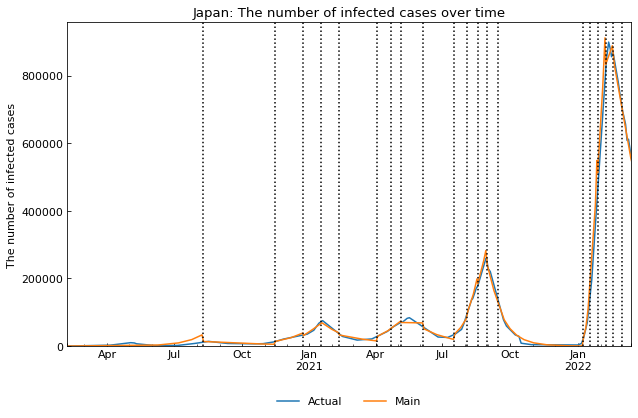 Japan: The number of infected cases over time
The number of infected cases
800000
600000
400000
200000
0
Apr Jul Oct Jan Apr Jul Oct Jan
2021 2022
Actual Main